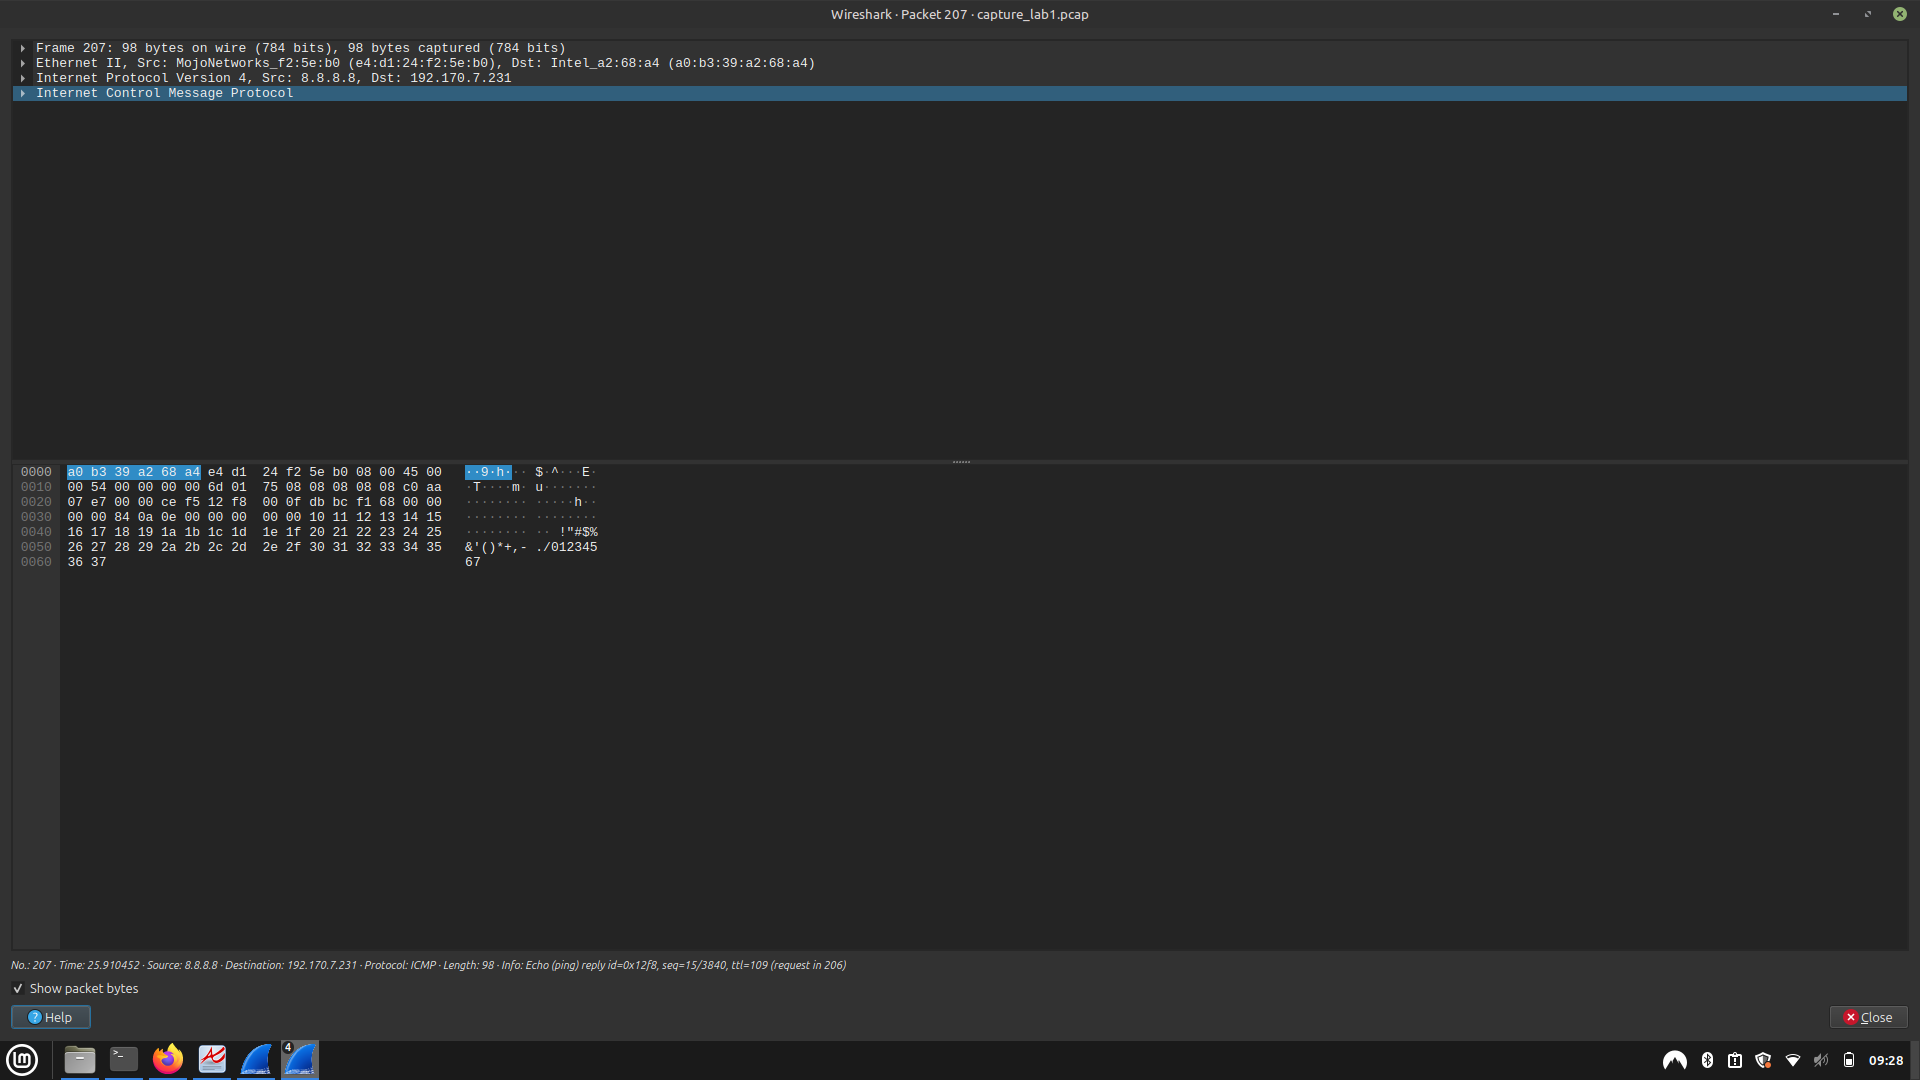 Wireshark · Packet 207 · capture_lab1.pcap
Frame 207: 98 bytes on wire (784 bits), 98 bytes captured (784 bits)
Ethernet II, Src: MojoNetworks_f2:5e:b0 (e4:d1:24:f2:5e:b0), Dst: Intel_a2:68:a4 (a0:b3:39:a2:68:a4)
Internet Protocol Version 4, Src: 8.8.8.8, Dst: 192.170.7.231
Internet Control Message Protocol
0000 a0 b3 39 a2 68 a4 e4 d1 24 f2 5e b0 08 00 45 00 ··9·h··· $·^···E·
0010 00 54 00 00 00 00 6d 01 75 08 08 08 08 08 c0 aa ·T····m· u·······
0020 07 e7 00 00 ce f5 12 f8 00 0f db bc f1 68 00 00 ········ ·····h··
0030 00 00 84 0a 0e 00 00 00 00 00 10 11 12 13 14 15 ········ ········
0040 16 17 18 19 1a 1b 1c 1d 1e 1f 20 21 22 23 24 25 ········ ·· !"#$%
0050 26 27 28 29 2a 2b 2c 2d 2e 2f 30 31 32 33 34 35 &'()*+,- ./012345
0060 36 37 67
No.: 207 · Time: 25.910452 · Source: 8.8.8.8 · Destination: 192.170.7.231 · Protocol: ICMP · Length: 98 · Info: Echo (ping) reply id=0x12f8, seq=15/3840, ttl=109 (request in 206)
Show packet bytes
Help
Close
4
09:28